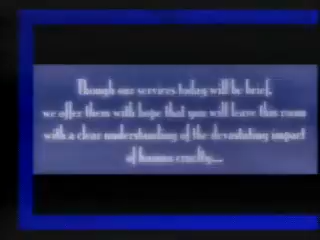 Though our services today will be brief,
we offer them with hope that you will leave this room
with a clear understanding of the devastating impact
of human cruelty...